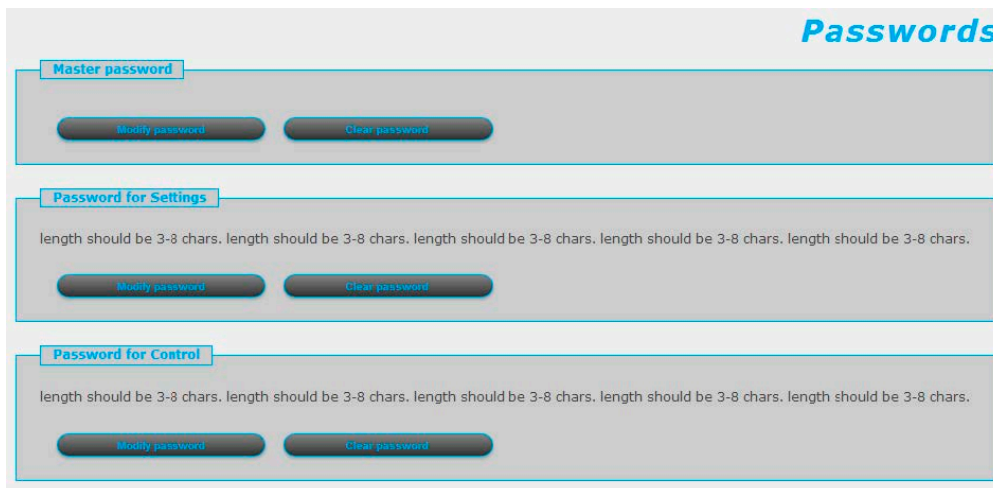 Passwords
Master password
Modify password Clear password
Password for Settings
length should be 3-8 chars. length should be 3-8 chars. length should be 3-8 chars. length should be 3-8 chars. length should be 3-8 chars.
Modify password Clear password
Password for Control
length should be 3-8 chars. length should be 3-8 chars. length should be 3-8 chars. length should be 3-8 chars. length should be 3-8 chars.
Modify password Clear password